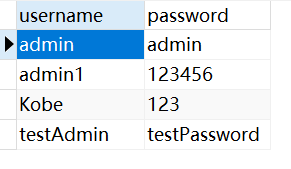 username password
admin admin
admin1 123456
Kobe 123
testAdmin testPassword